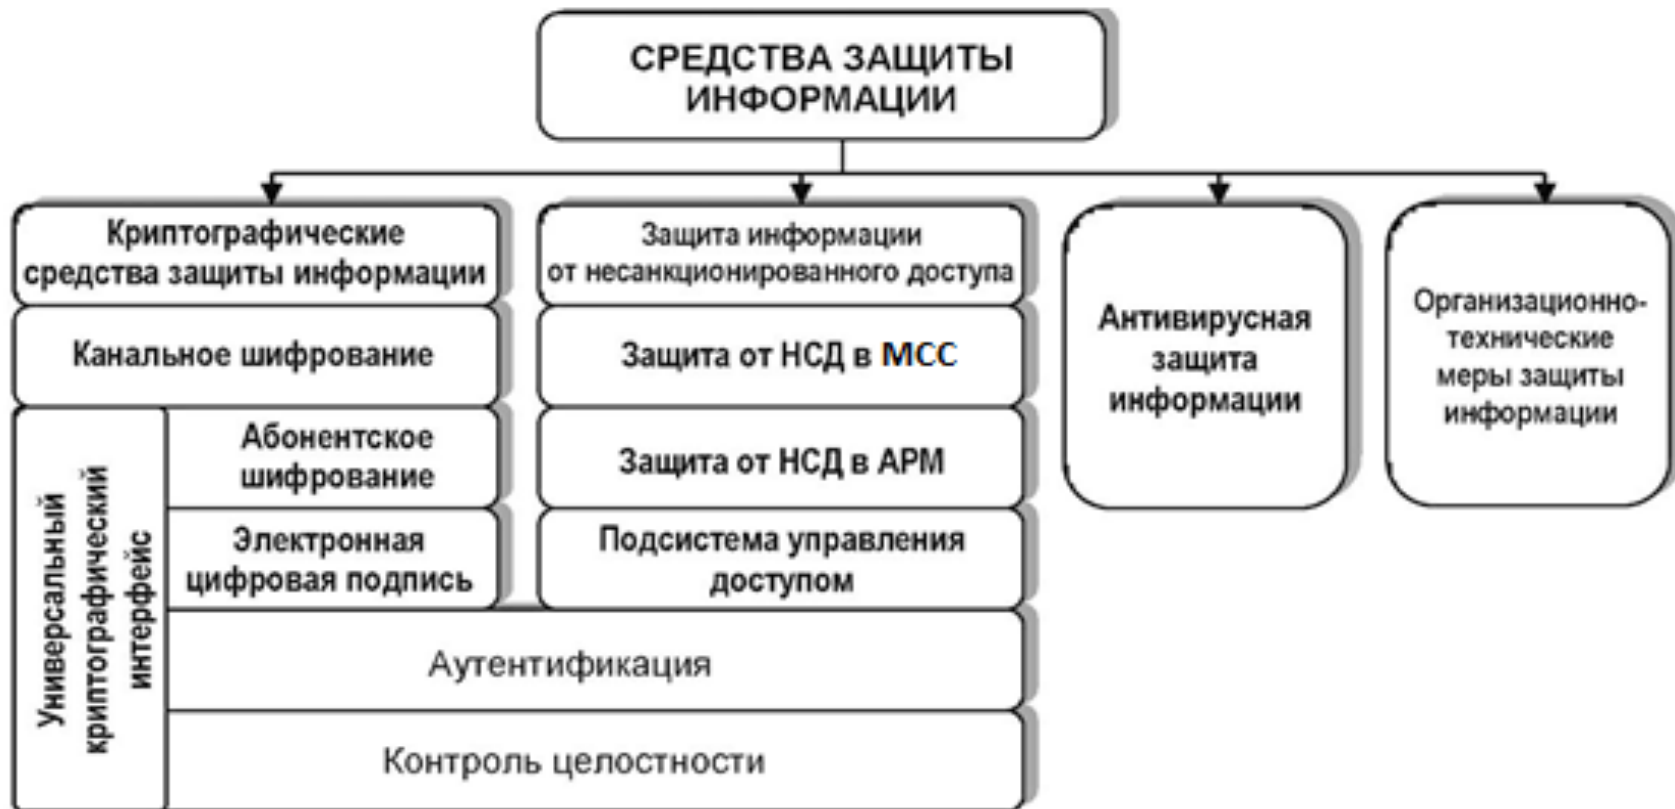 СРЕДСТВА ЗАЩИТЫ
ИНФОРМАЦИИ
Криптографические
средства защиты информации
Канальное шифрование
Универсальный
криптографический
интерфейс
Абонентское
шифрование
Электронная
цифровая подпись
Защита информации
от несанкционированного доступа
Защита от НСД в МСС
Защита от НСД в АРМ
Подсистема управления
доступом
Аутентификация
Контроль целостности
Антивирусная
защита
информации
Организационно-
технические
меры защиты
информации